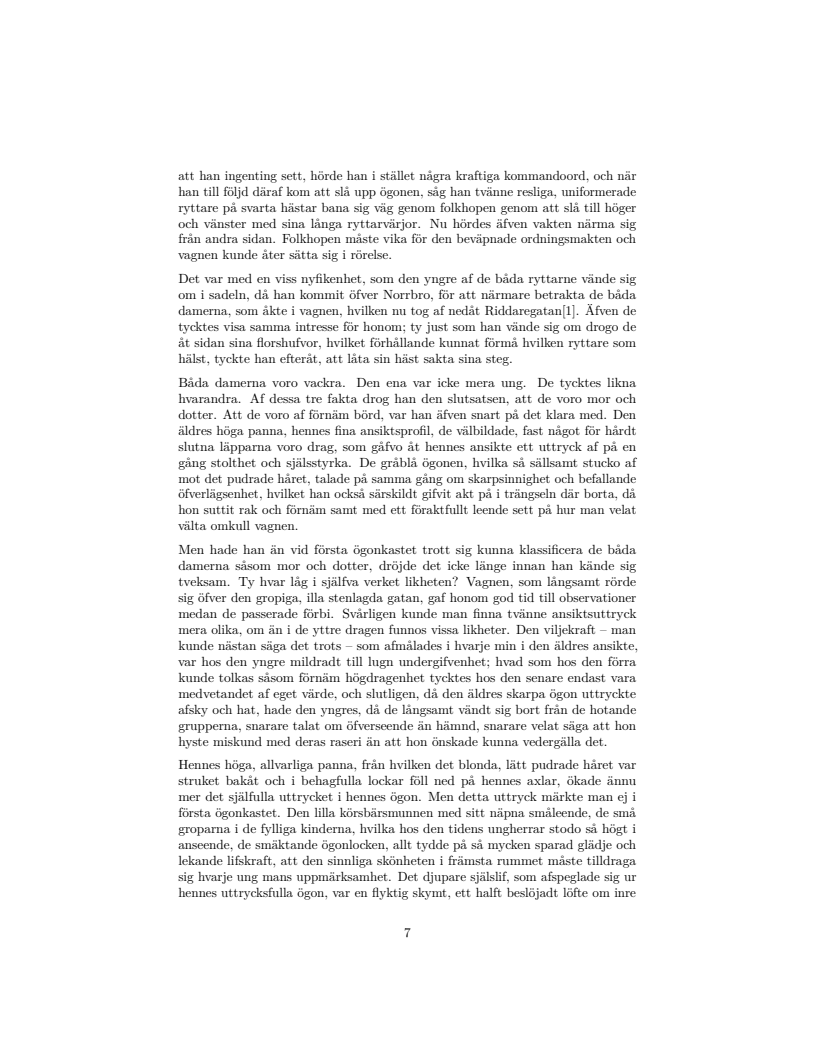 att han ingenting sett, hörde han i stället några kraftiga kommandoord, och när
han till följd däraf kom att slå upp ögonen, såg han tvänne resliga, uniformerade
ryttare på svarta hästar bana sig väg genom folkhopen genom att slå till höger
och vänster med sina långa ryttarvärjor. Nu hördes äfven vakten närma sig
från andra sidan. Folkhopen måste vika för den beväpnade ordningsmakten och
vagnen kunde åter sätta sig i rörelse.
Det var med en viss nyfikenhet, som den yngre af de båda ryttarne vände sig
om i sadeln, då han kommit öfver Norrbro, för att närmare betrakta de båda
damerna, som åkte i vagnen, hvilken nu tog af nedåt Riddaregatan[1]. Äfven de
tycktes visa samma intresse för honom; ty just som han vände sig om drogo de
åt sidan sina florshufvor, hvilket förhållande kunnat förmå hvilken ryttare som
hälst, tyckte han efteråt, att låta sin häst sakta sina steg.
Båda damerna voro vackra. Den ena var icke mera ung. De tycktes likna
hvarandra. Af dessa tre fakta drog han den slutsatsen, att de voro mor och
dotter. Att de voro af förnäm börd, var han äfven snart på det klara med. Den
äldres höga panna, hennes fina ansiktsprofil, de välbildade, fast något för hårdt
slutna läpparna voro drag, som gåfvo åt hennes ansikte ett uttryck af på en
gång stolthet och själsstyrka. De gråblå ögonen, hvilka så sällsamt stucko af
mot det pudrade håret, talade på samma gång om skarpsinnighet och befallande
öfverlägsenhet, hvilket han också särskildt gifvit akt på i trängseln där borta, då
hon suttit rak och förnäm samt med ett föraktfullt leende sett på hur man velat
välta omkull vagnen.
Men hade han än vid första ögonkastet trott sig kunna klassificera de båda
damerna såsom mor och dotter, dröjde det icke länge innan han kände sig
tveksam. Ty hvar låg i själfva verket likheten? Vagnen, som långsamt rörde
sig öfver den gropiga, illa stenlagda gatan, gaf honom god tid till observationer
medan de passerade förbi. Svårligen kunde man finna tvänne ansiktsuttryck
mera olika, om än i de yttre dragen funnos vissa likheter. Den viljekraft – man
kunde nästan säga det trots – som afmålades i hvarje min i den äldres ansikte,
var hos den yngre mildradt till lugn undergifvenhet; hvad som hos den förra
kunde tolkas såsom förnäm högdragenhet tycktes hos den senare endast vara
medvetandet af eget värde, och slutligen, då den äldres skarpa ögon uttryckte
afsky och hat, hade den yngres, då de långsamt vändt sig bort från de hotande
grupperna, snarare talat om öfverseende än hämnd, snarare velat säga att hon
hyste miskund med deras raseri än att hon önskade kunna vedergälla det.
Hennes höga, allvarliga panna, från hvilken det blonda, lätt pudrade håret var
struket bakåt och i behagfulla lockar föll ned på hennes axlar, ökade ännu
mer det själfulla uttrycket i hennes ögon. Men detta uttryck märkte man ej i
första ögonkastet. Den lilla körsbärsmunnen med sitt näpna småleende, de små
groparna i de fylliga kinderna, hvilka hos den tidens ungherrar stodo så högt i
anseende, de smäktande ögonlocken, allt tydde på så mycken sparad glädje och
lekande lifskraft, att den sinnliga skönheten i främsta rummet måste tilldraga
sig hvarje ung mans uppmärksamhet. Det djupare själslif, som afspeglade sig ur
hennes uttrycksfulla ögon, var en flyktig skymt, ett halft beslöjadt löfte om inre
7